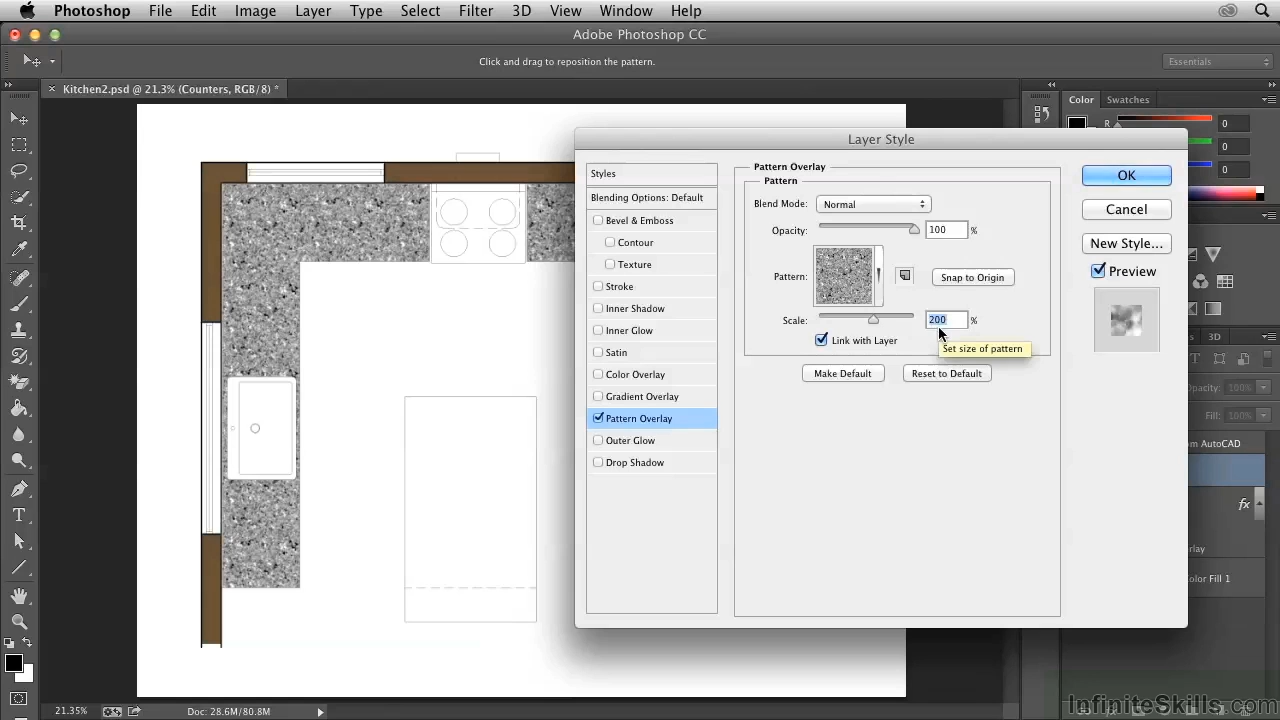 Photoshop File Edit Image Layer Type Select Filter 3D View Window Help
Adobe Photoshop CC
Click and drag to reposition the pattern.
Essentials
× Kitchen2.psd @ 21.3% (Counters, RGB/8) *
Color Swatches
R 0
0
0
Layer Style
Styles
Blending Options: Default
Bevel & Emboss
Contour
Texture
Stroke
Inner Shadow
Inner Glow
Satin
Color Overlay
Gradient Overlay
Pattern Overlay
Outer Glow
Drop Shadow
Pattern Overlay
Pattern
Blend Mode: Normal
Opacity: 100 %
Pattern:
Snap to Origin
Scale: 200 %
Link with Layer
Set size of pattern
Make Default Reset to Default
OK
Cancel
New Style...
Preview
3D
Opacity: 100%
Fill: 100%
om AutoCAD
fx
rlay
olor Fill 1
21.35% Doc: 28.6M/80.8M
InfiniteSkills.com